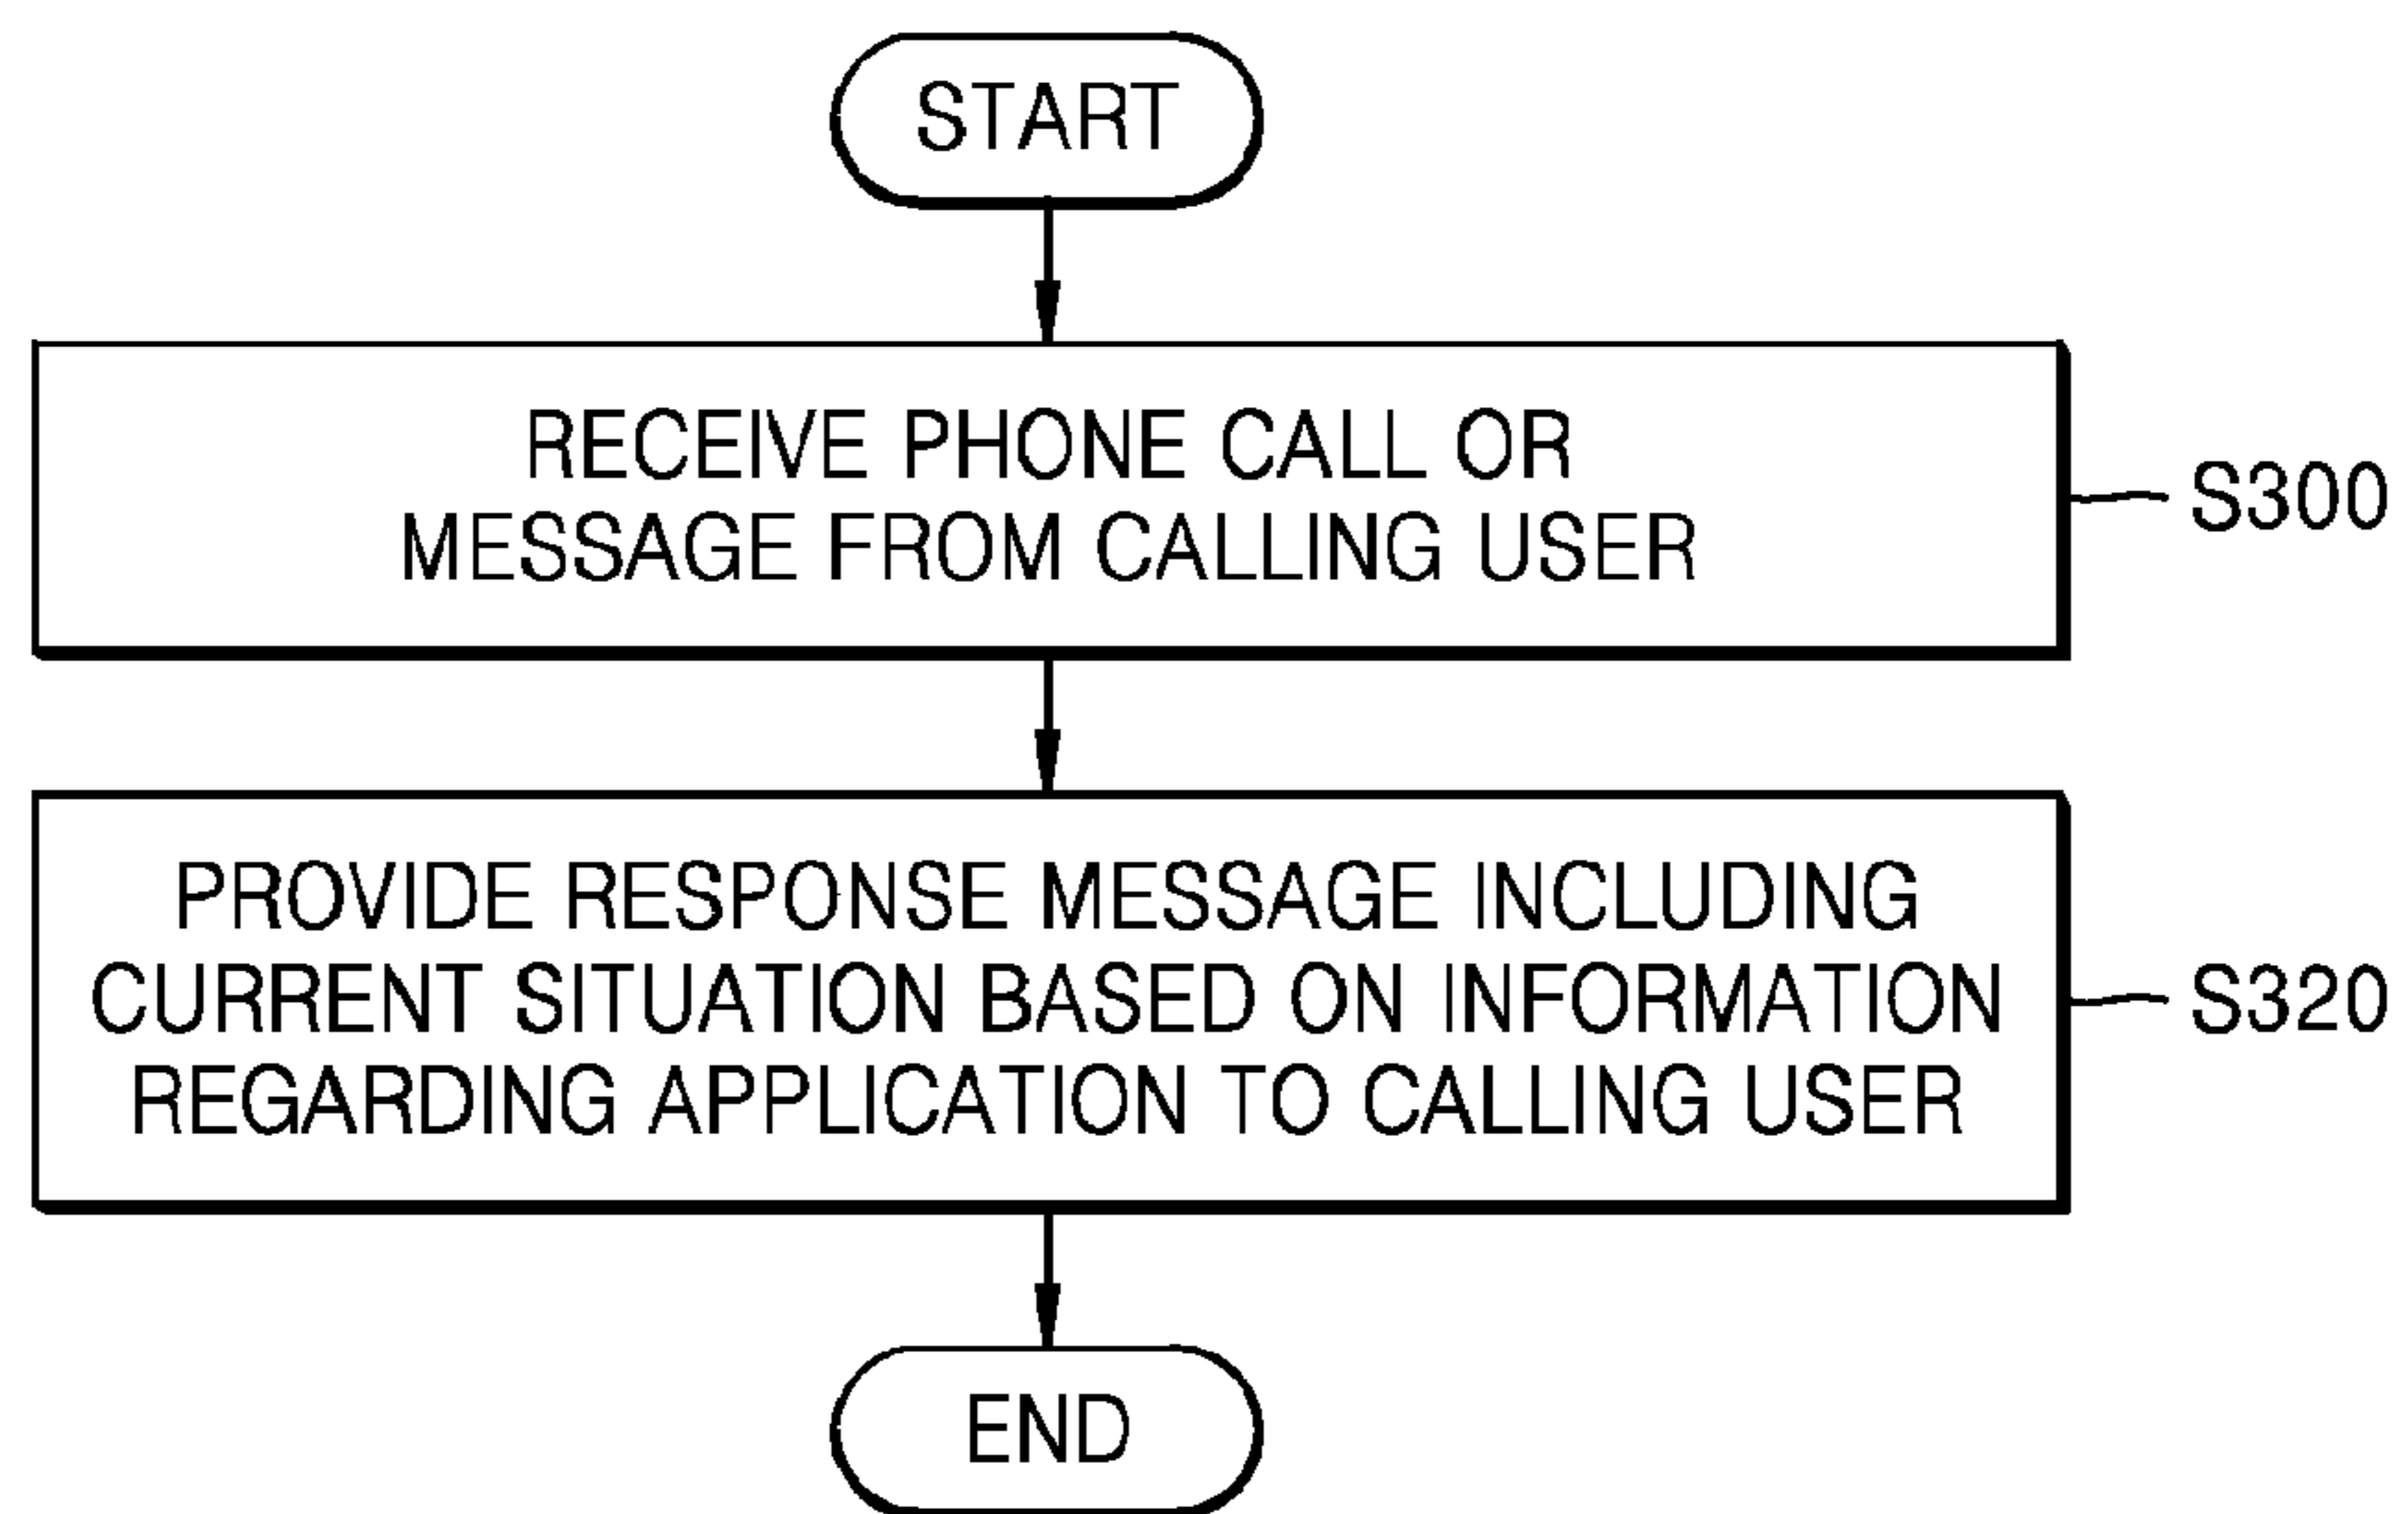 START
RECEIVE PHONE CALL OR
MESSAGE FROM CALLING USER
S300
PROVIDE RESPONSE MESSAGE INCLUDING
CURRENT SITUATION BASED ON INFORMATION
REGARDING APPLICATION TO CALLING USER
S320
END